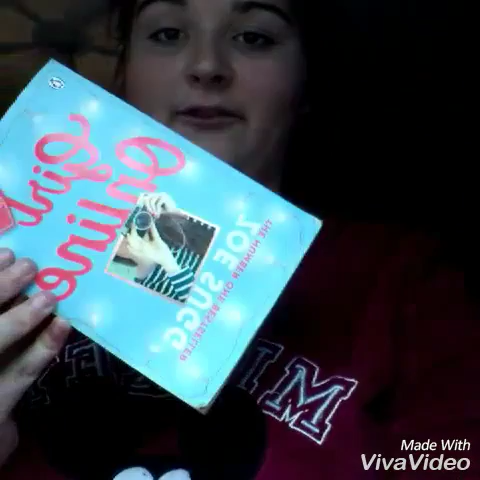 Girl
Online
ZOE SUGG
THE NUMBER ONE BESTSELLER
Made With
VivaVideo